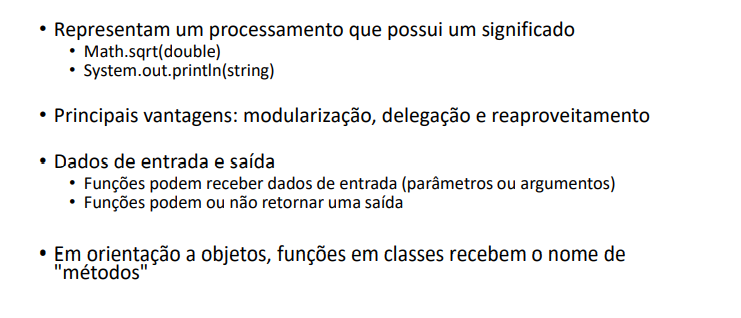 • Representam um processamento que possui um significado
• Math.sqrt(double)
• System.out.println(string)
• Principais vantagens: modularização, delegação e reaproveitamento
• Dados de entrada e saída
• Funções podem receber dados de entrada (parâmetros ou argumentos)
• Funções podem ou não retornar uma saída
• Em orientação a objetos, funções em classes recebem o nome de
"métodos"